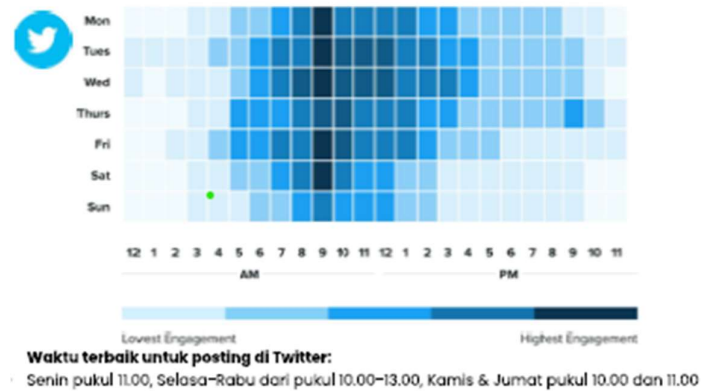 Mon
Tues
Wed
Thurs
Fri
Sat
Sun
12 1 2 3 4 5 6 7 8 9 10 11 12 1 2 3 4 5 6 7 8 9 10 11
AM PM
Lowest Engagement Highest Engagement
Waktu terbaik untuk posting di Twitter:
Senin pukul 11.00, Selasa-Rabu dari pukul 10.00-13.00, Kamis & Jumat pukul 10.00 dan 11.00